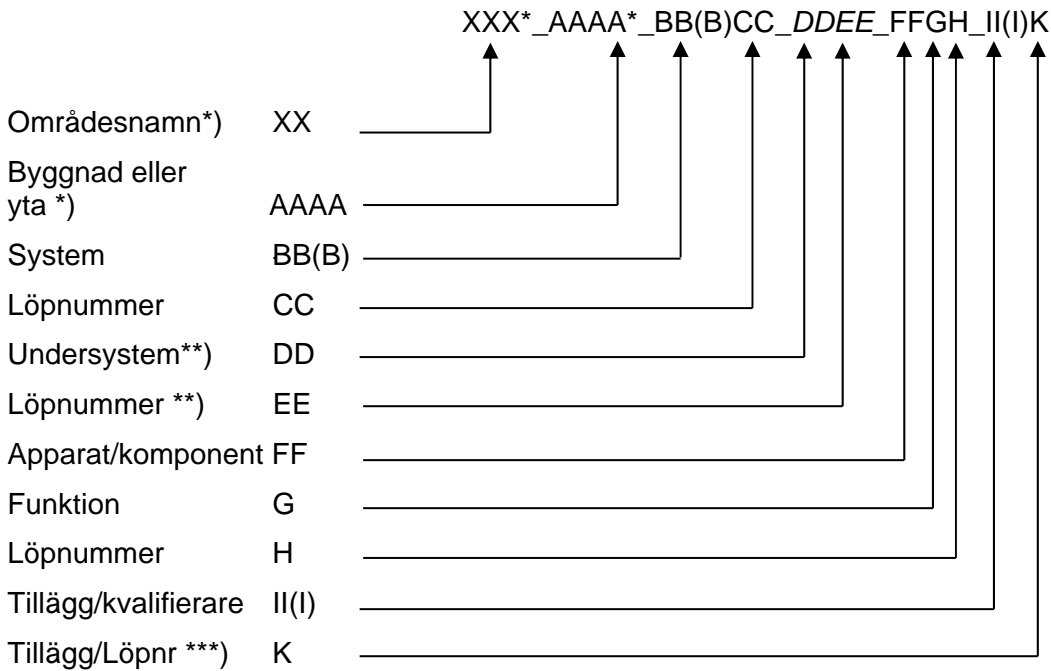 XXX*_AAAA*_BB(B)CC_DDEE_FFGH_II(I)K
Områdesnamn*) XX
Byggnad eller
yta *) AAAA
System BB(B)
Löpnummer CC
Undersystem**) DD
Löpnummer **) EE
Apparat/komponent FF
Funktion G
Löpnummer H
Tillägg/kvalifierare II(I)
Tillägg/Löpnr ***) K